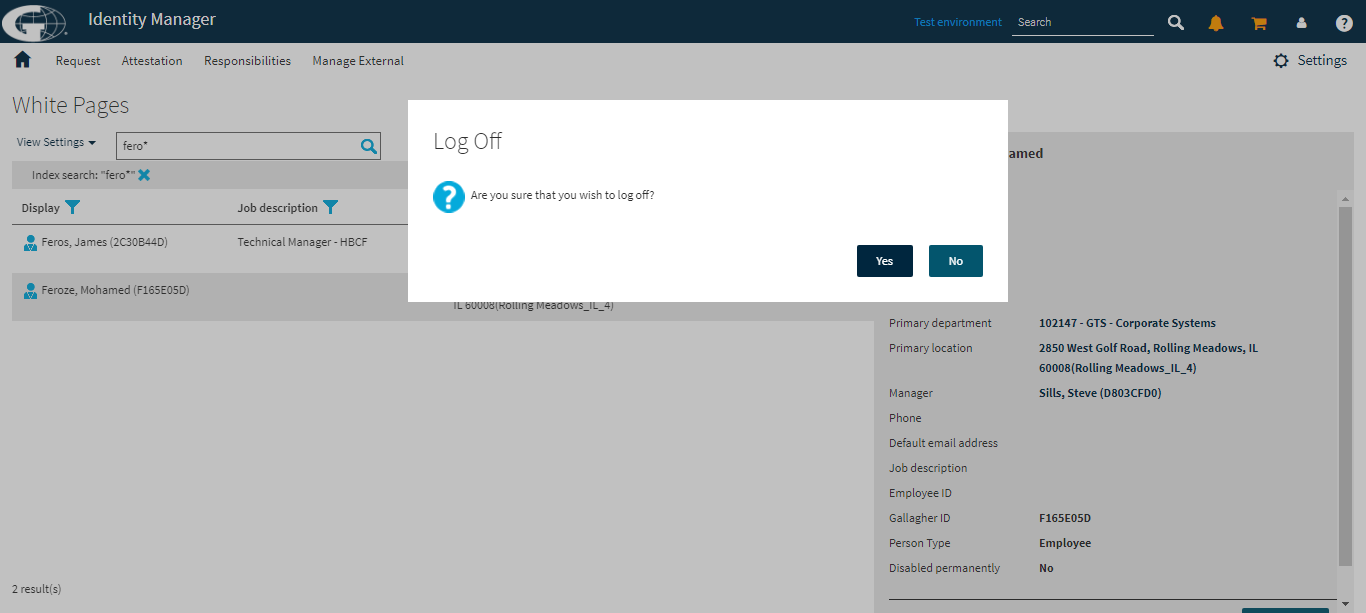 Identity Manager
Test environment
Search
Request
Attestation
Responsibilities
Manage External
Settings
White Pages
View Settings
fero*
Index search: "fero*"
Display
Job description
Feros, James (2C30B44D)
Technical Manager - HBCF
Feroze, Mohamed (F165E05D)
IL 60008(Rolling Meadows_IL_4)
2 result(s)
Log Off
Are you sure that you wish to log off?
Yes
No
amed
Primary department
102147 - GTS - Corporate Systems
Primary location
2850 West Golf Road, Rolling Meadows, IL
60008(Rolling Meadows_IL_4)
Manager
Sills, Steve (D803CFD0)
Phone
Default email address
Job description
Employee ID
Gallagher ID
F165E05D
Person Type
Employee
Disabled permanently
No